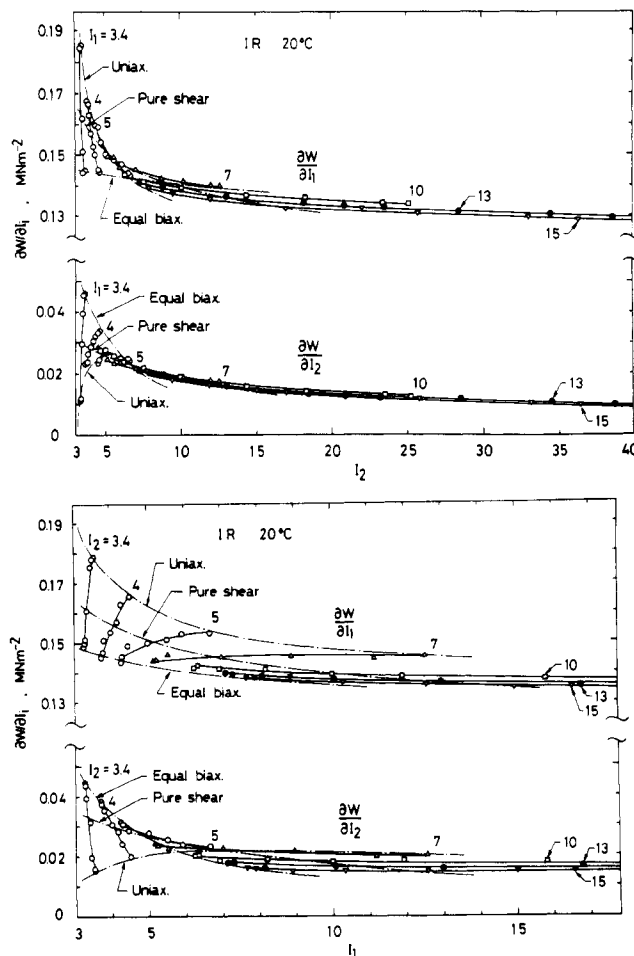 0.19
I₁ = 3.4
IR 20°C
Uniax.
0.17
4
Pure shear
5
∂W/∂I₁
0.15
7
10
13
Equal biax.
0.13
15
∂W/∂Iᵢ , MNm⁻²
I₁ = 3.4
Equal biax.
0.04
4
Pure shear
∂W/∂I₂
5
7
10
13
0.02
Uniax.
15
0
3 5 10 15 20 25 30 35 40
I₂
0.19
I₂ = 3.4
IR 20°C
Uniax.
4
0.17
Pure shear
5
∂W/∂I₁
7
0.15
10
Equal biax.
0.13
15
13
∂W/∂Iᵢ , MNm⁻²
I₂ = 3.4
Equal biax.
0.04
4
Pure shear
∂W/∂I₂
5
7
10
13
0.02
Uniax.
15
0
3 5 10 15
I₁